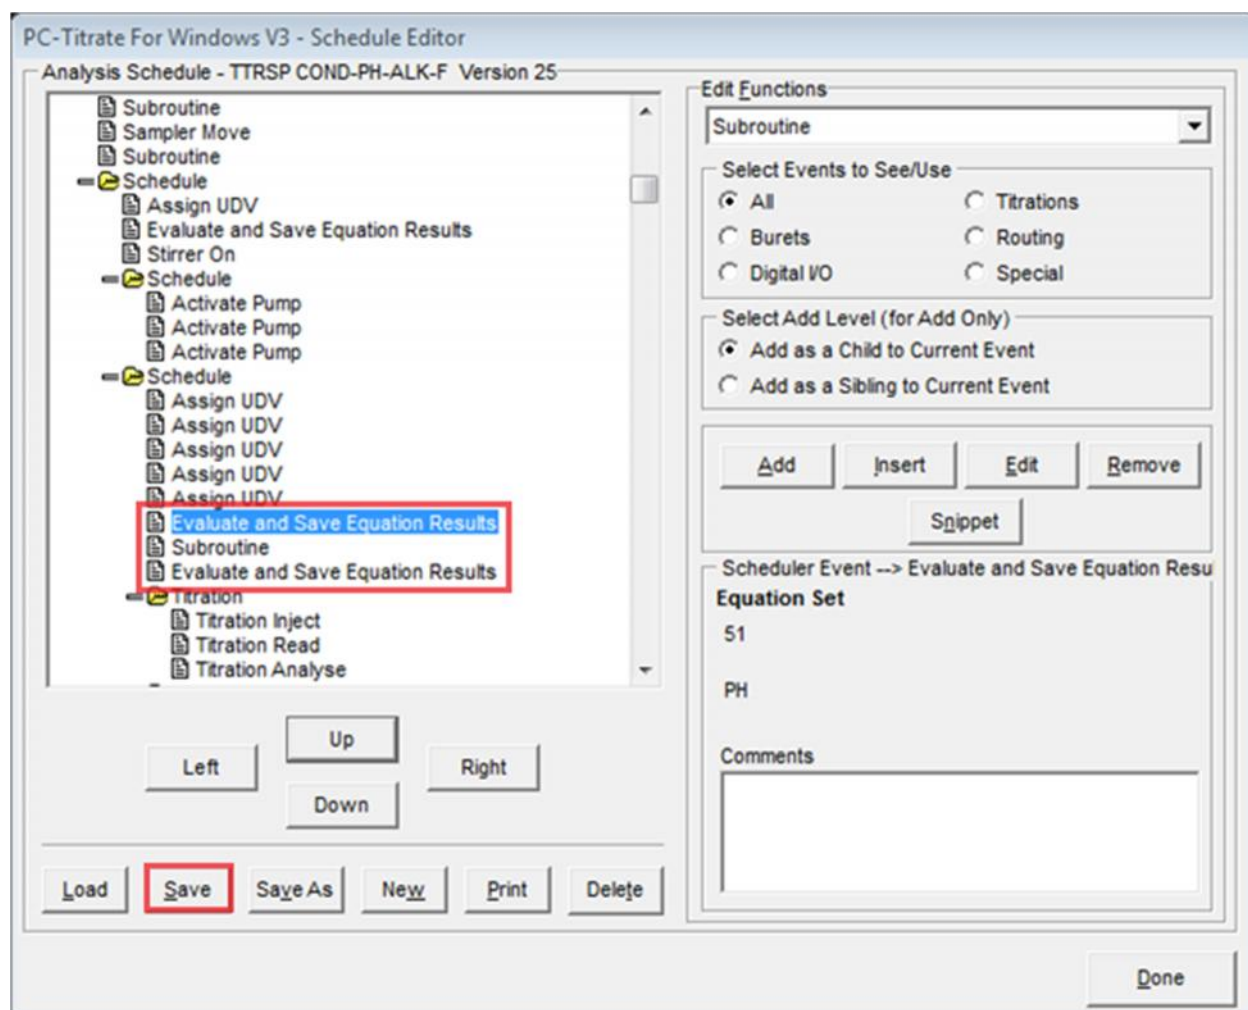 PC-Titrate For Windows V3 - Schedule Editor
Analysis Schedule - TTRSP COND-PH-ALK-F Version 25
Subroutine
Sampler Move
Subroutine
Schedule
Assign UDV
Evaluate and Save Equation Results
Stirrer On
Schedule
Activate Pump
Activate Pump
Activate Pump
Schedule
Assign UDV
Assign UDV
Assign UDV
Assign UDV
Assign UDV
Evaluate and Save Equation Results
Subroutine
Evaluate and Save Equation Results
Titration
Titration Inject
Titration Read
Titration Analyse
Up
Left
Right
Down
Load
Save
Save As
New
Print
Delete
Edit Functions
Subroutine
Select Events to See/Use
All
Titrations
Burets
Routing
Digital I/O
Special
Select Add Level (for Add Only)
Add as a Child to Current Event
Add as a Sibling to Current Event
Add
Insert
Edit
Remove
Snippet
Scheduler Event --> Evaluate and Save Equation Resu
Equation Set
51
PH
Comments
Done